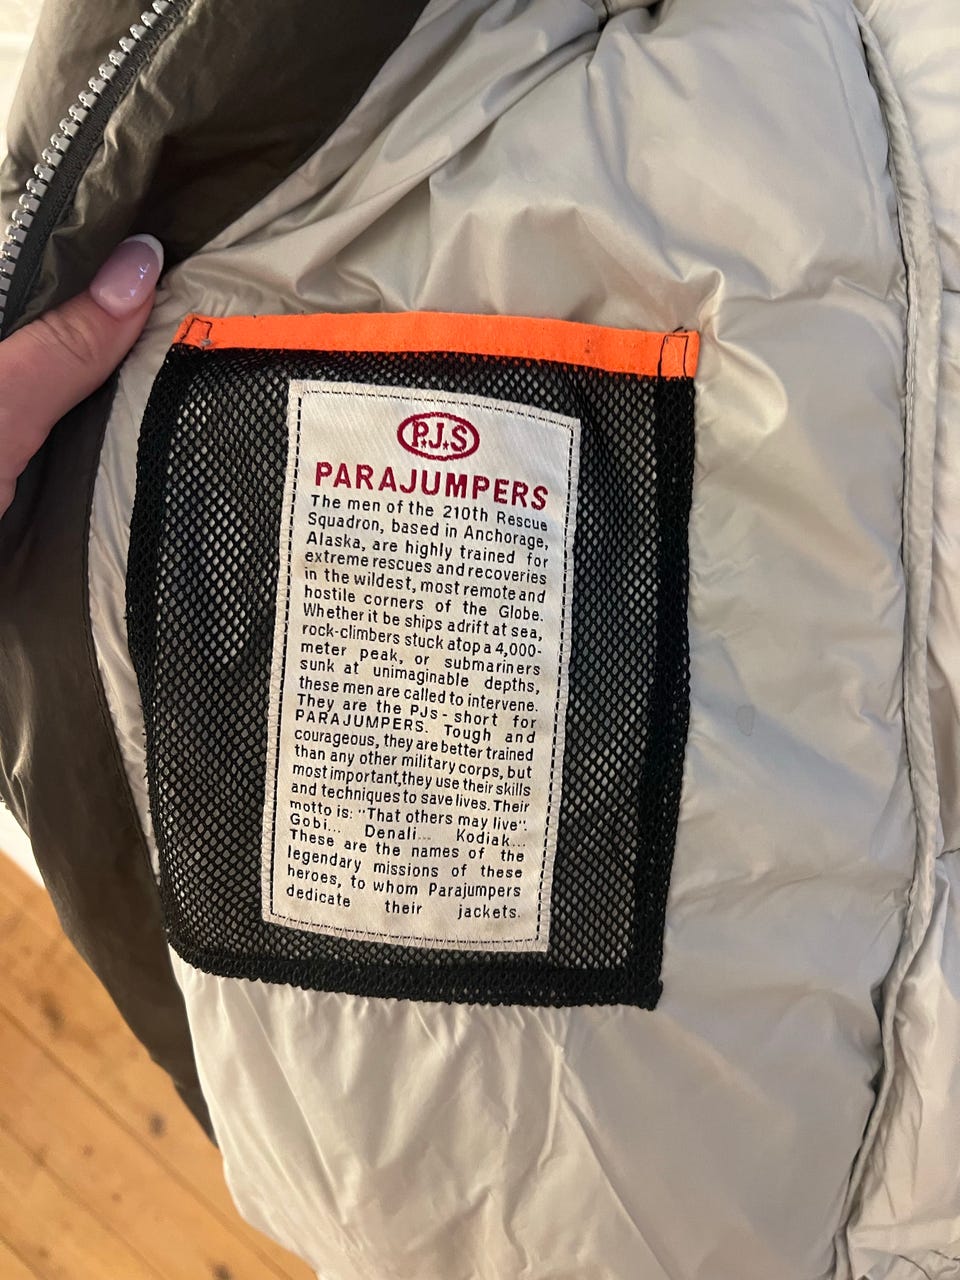 P.J.S
PARAJUMPERS
The men of the 210th Rescue
Squadron, based in Anchorage,
Alaska, are highly trained for
extreme rescues and recoveries
in the wildest, most remote and
hostile corners of the Globe.
Whether it be ships adrift at sea,
rock-climbers stuck atop a 4,000-
meter peak, or submariners
sunk at unimaginable depths,
these men are called to intervene.
They are the PJs - short for
PARAJUMPERS. Tough and
courageous, they are better trained
than any other military corps, but
most important,they use their skills
and techniques to save lives. Their
motto is: "That others may live".
Gobi... Denali... Kodiak...
These are the names of the
legendary missions of these
heroes, to whom Parajumpers
dedicate their jackets.